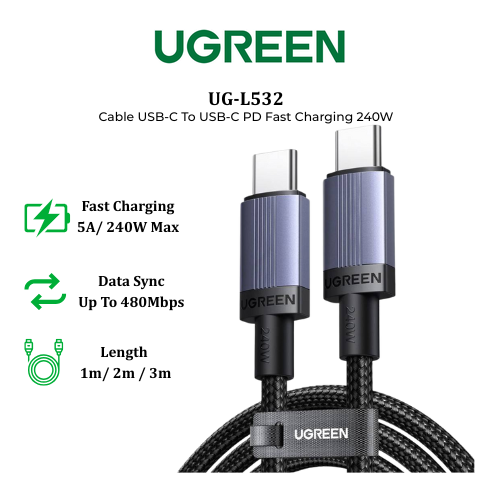 UGREEN
UG-L532
Cable USB-C To USB-C PD Fast Charging 240W
Fast Charging
5A/ 240W Max
Data Sync
Up To 480Mbps
Length
1m/ 2m / 3m
UGREEN
240W
UGREEN
240W
UGREEN